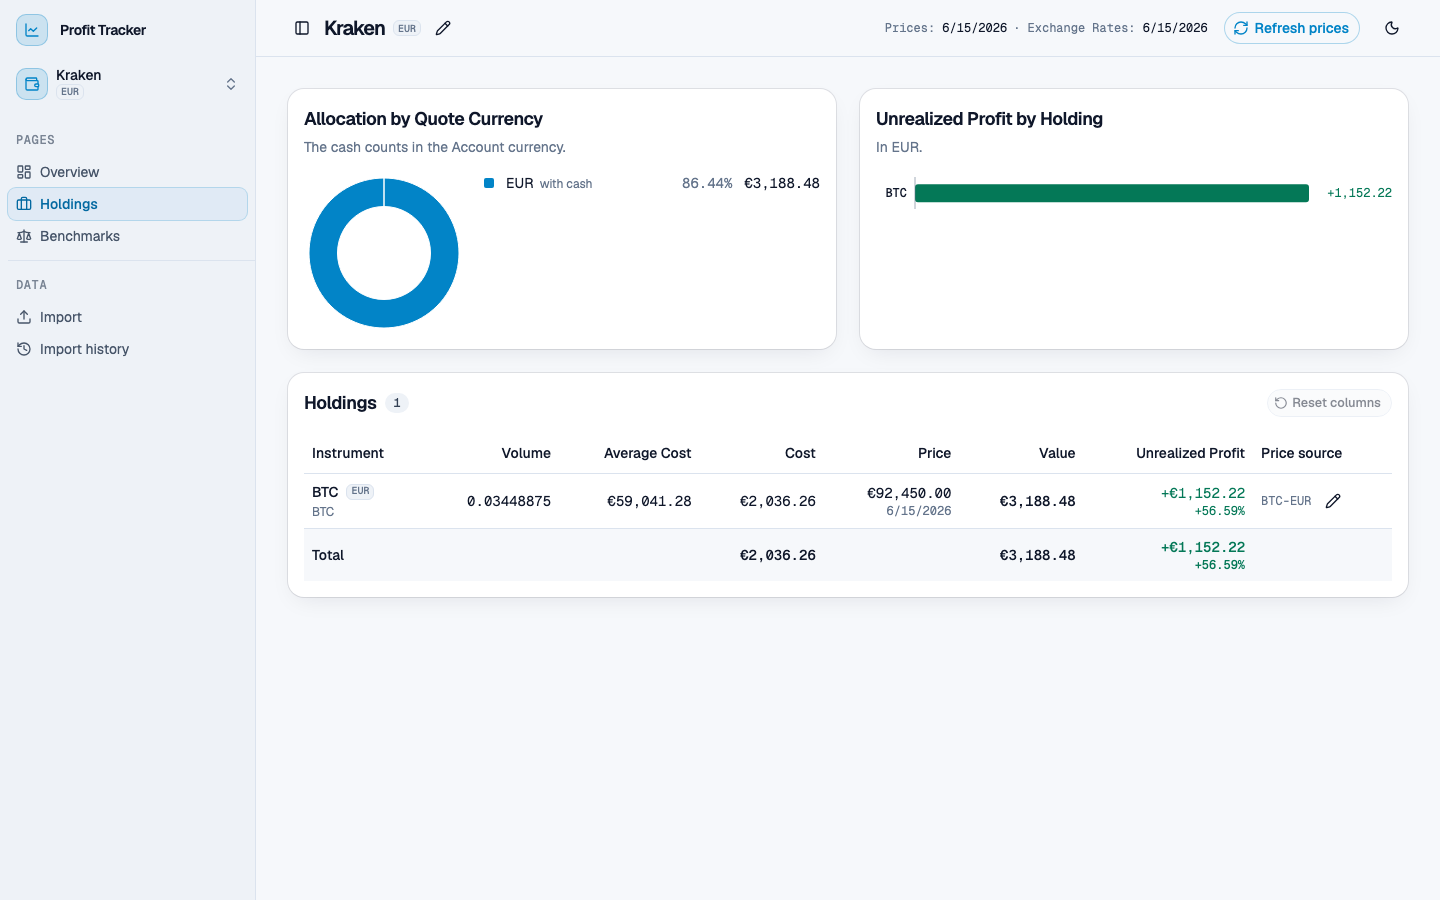 Profit Tracker
Kraken
EUR
PAGES
Overview
Holdings
Benchmarks
DATA
Import
Import history
Kraken EUR
Prices: 6/15/2026 · Exchange Rates: 6/15/2026
Refresh prices
Allocation by Quote Currency
The cash counts in the Account currency.
EUR with cash 86.44% €3,188.48
Unrealized Profit by Holding
In EUR.
BTC +1,152.22
Holdings 1
Reset columns
Instrument Volume Average Cost Cost Price Value Unrealized Profit Price source
BTC EUR 0.03448875 €59,041.28 €2,036.26 €92,450.00 €3,188.48 +€1,152.22 BTC-EUR
BTC 6/15/2026 +56.59%
Total €2,036.26 €3,188.48 +€1,152.22
+56.59%